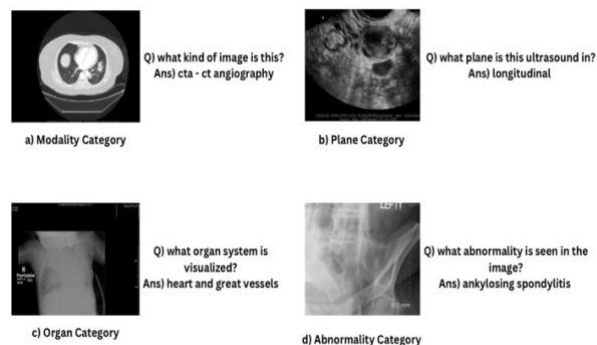 Q) what kind of image is this?
Ans) cta - ct angiography
a) Modality Category
Q) what plane is this ultrasound in?
Ans) longitudinal
b) Plane Category
R
Portable
Q) what organ system is
visualized?
Ans) heart and great vessels
c) Organ Category
Q) what abnormality is seen in the
image?
Ans) ankylosing spondylitis
d) Abnormality Category